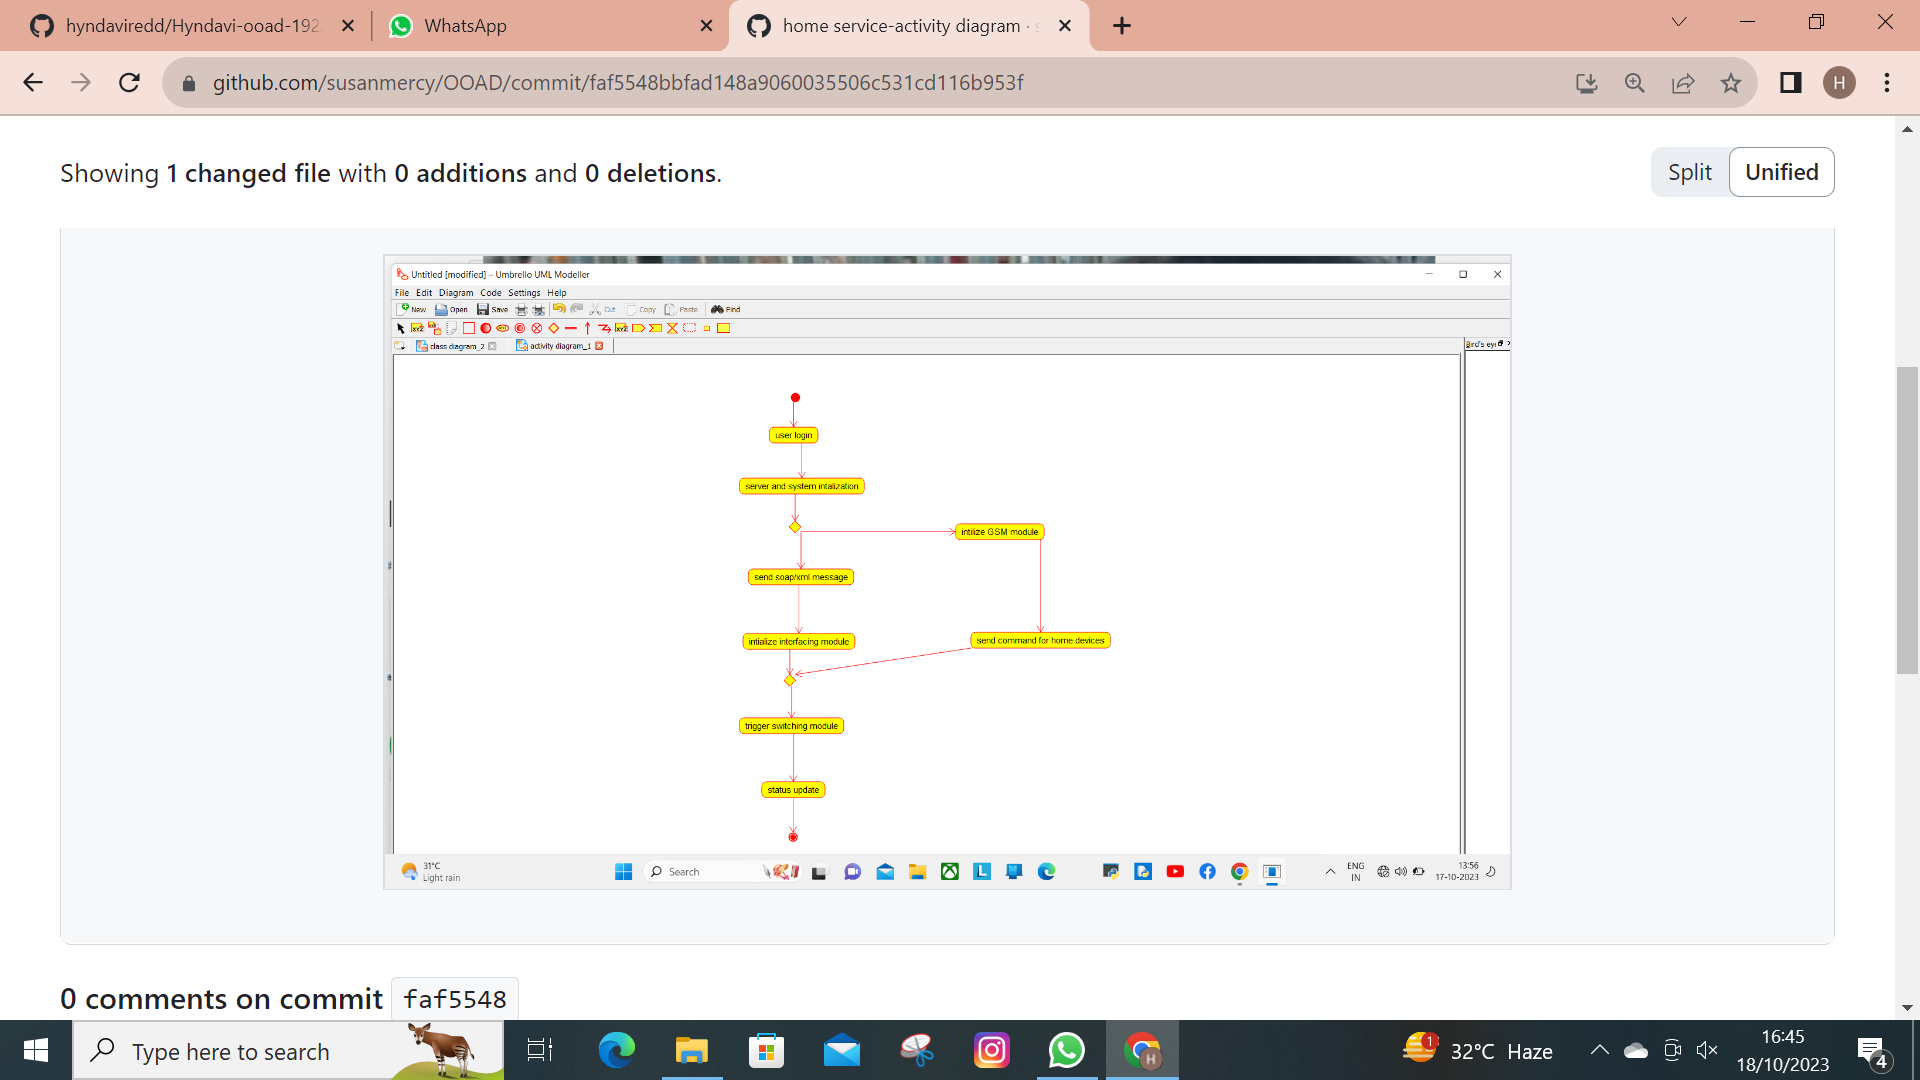 hyndaviredd/Hyndavi-ooad-192
WhatsApp
home service-activity diagram · s
github.com/susanmercy/OOAD/commit/faf5548bbfad148a9060035506c531cd116b953f
H
Showing 1 changed file with 0 additions and 0 deletions.
Split Unified
Untitled [modified] – Umbrello UML Modeller
File Edit Diagram Code Settings Help
New Open Save Cut Copy Paste Find
class diagram_2 activity diagram_1
Bird's eye
user login
server and system intalization
intilize GSM module
send soap/xml message
intialize interfacing module
send command for home devices
trigger switching module
status update
31°C
Light rain
Search
ENG
IN
13:56
17-10-2023
0 comments on commit faf5548
Type here to search
H
1
32°C Haze
16:45
18/10/2023
4